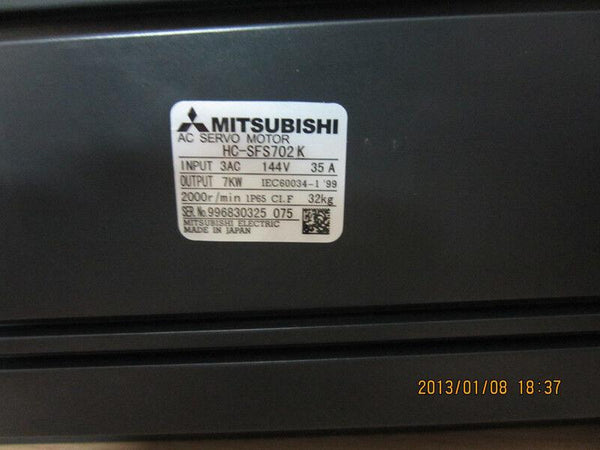 MITSUBISHI
AC SERVO MOTOR
HC-SFS702K
INPUT 3AC 144V 35A
OUTPUT 7KW IEC60034-1 '99
2000r/min IP65 Cl.F 32kg
SER.No.996830325 075
MITSUBISHI ELECTRIC
MADE IN JAPAN
2013/01/08 18:37